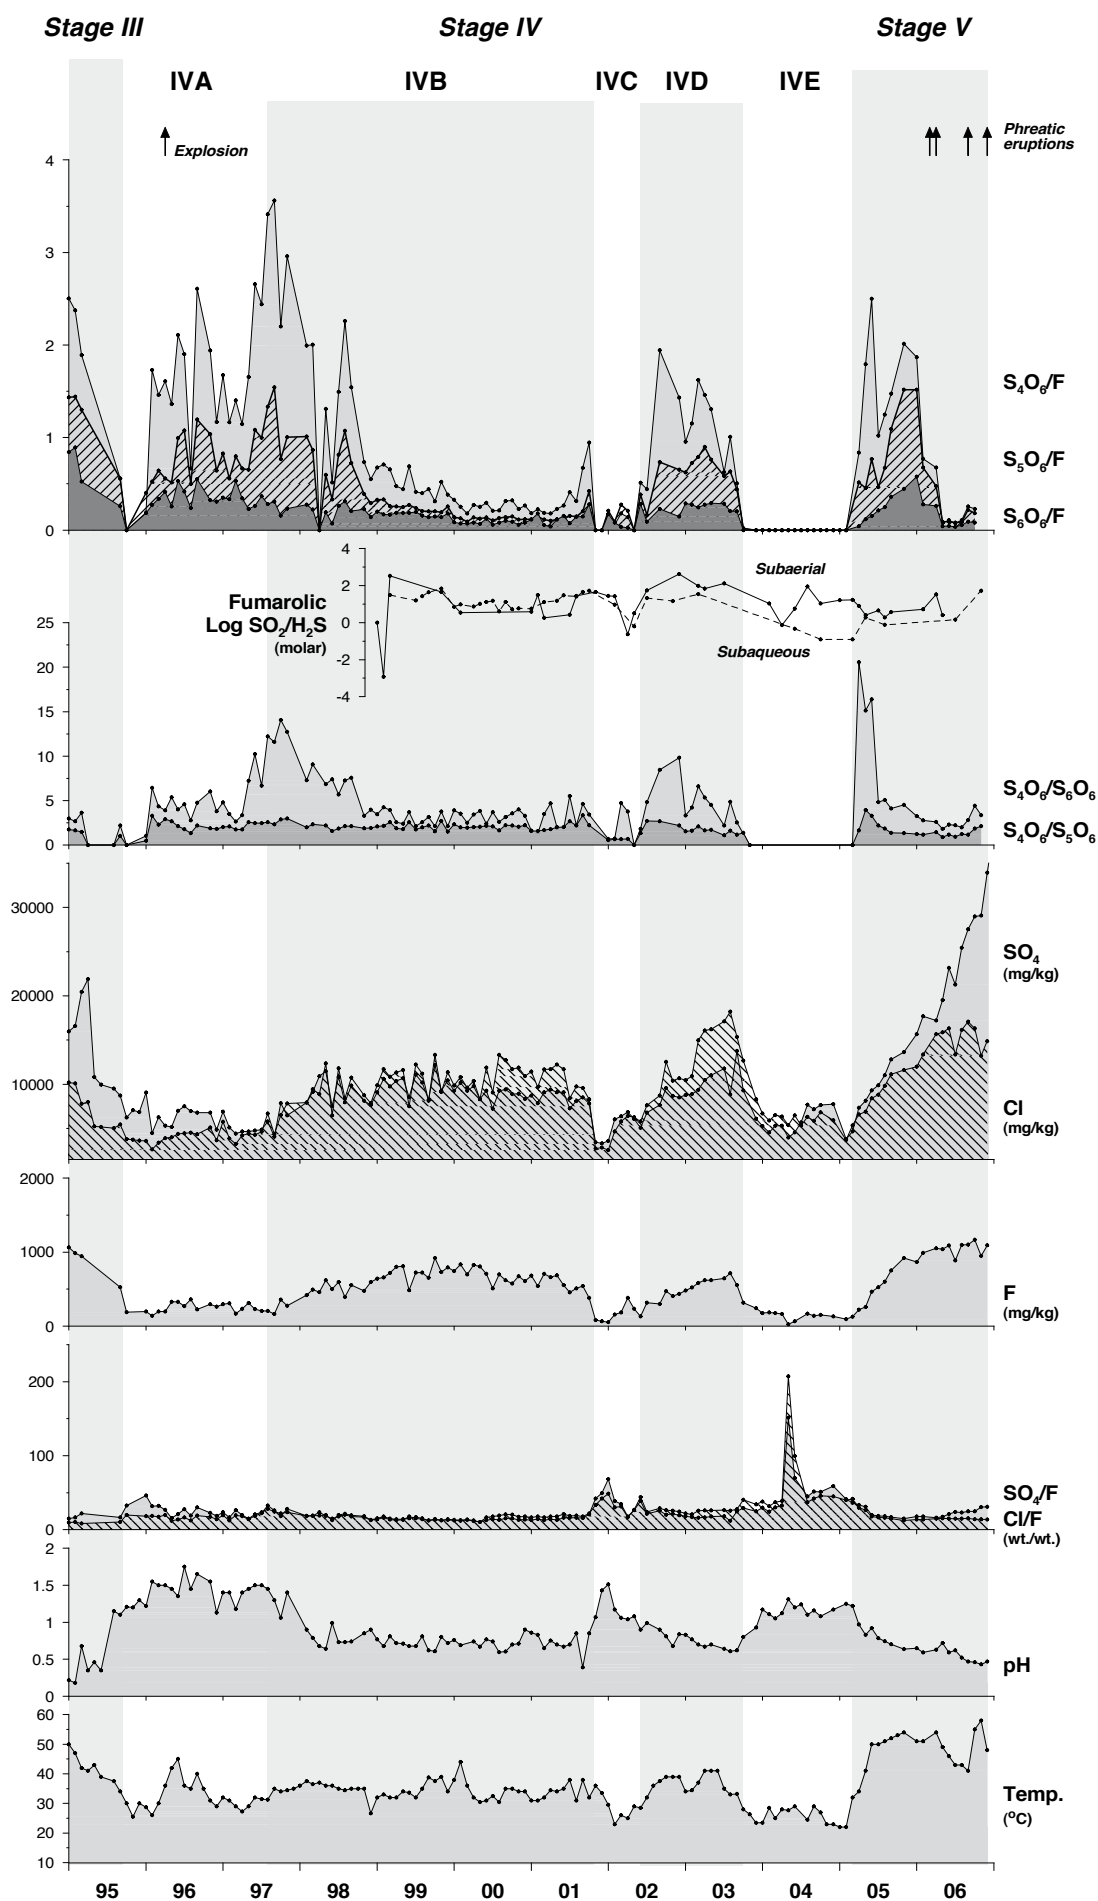 Stage III Stage IV Stage V
IVA IVB IVC IVD IVE
Explosion
Phreatic
eruptions
4
3
2
1
0
S₄O₆/F
S₅O₆/F
S₆O₆/F
Fumarolic
Log SO₂/H₂S
(molar)
4
2
0
-2
-4
Subaerial
Subaqueous
25
20
15
10
5
0
S₄O₆/S₆O₆
S₄O₆/S₅O₆
30000
20000
10000
SO₄
(mg/kg)
Cl
(mg/kg)
2000
1000
0
F
(mg/kg)
200
100
0
SO₄/F
Cl/F
(wt./wt.)
2
1.5
1
0.5
0
pH
60
50
40
30
20
10
Temp.
(°C)
95 96 97 98 99 00 01 02 03 04 05 06